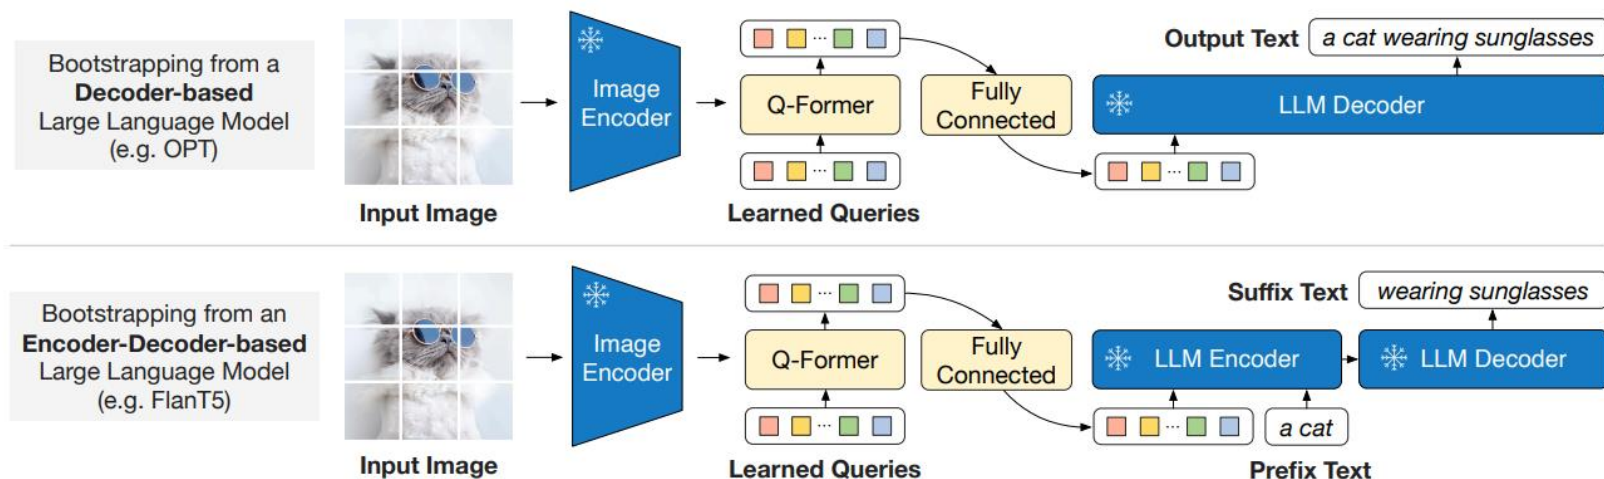 Bootstrapping from a
Decoder-based
Large Language Model
(e.g. OPT)
Input Image
Image
Encoder
...
Q-Former
...
Learned Queries
Fully
Connected
Output Text
a cat wearing sunglasses
LLM Decoder
...
Bootstrapping from an
Encoder-Decoder-based
Large Language Model
(e.g. FlanT5)
Input Image
Image
Encoder
...
Q-Former
...
Learned Queries
Fully
Connected
Suffix Text
wearing sunglasses
LLM Encoder
LLM Decoder
...
a cat
Prefix Text